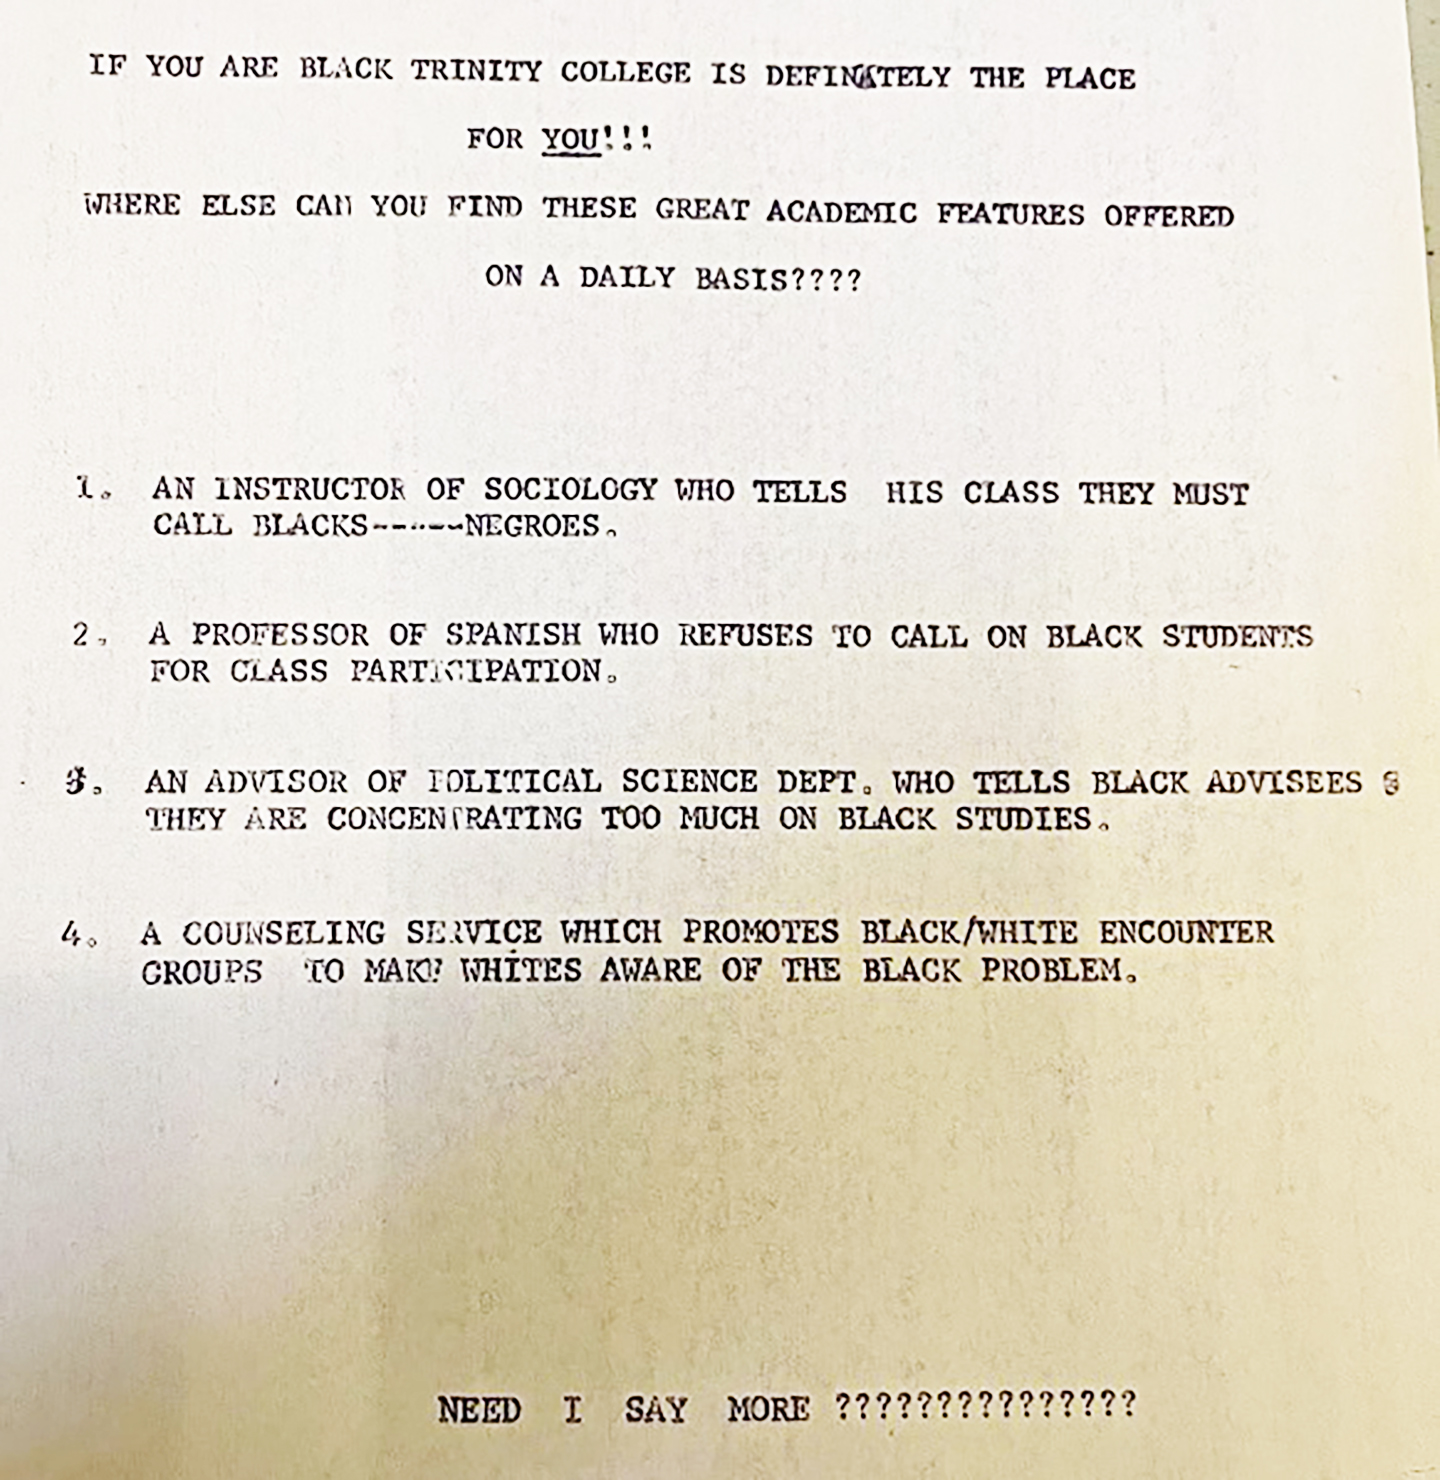 IF YOU ARE BLACK TRINITY COLLEGE IS DEFINATELY THE PLACE
FOR YOU!!!
WHERE ELSE CAN YOU FIND THESE GREAT ACADEMIC FEATURES OFFERED
ON A DAILY BASIS????
1. AN INSTRUCTOR OF SOCIOLOGY WHO TELLS HIS CLASS THEY MUST
CALL BLACKS------NEGROES.
2. A PROFESSOR OF SPANISH WHO REFUSES TO CALL ON BLACK STUDENTS
FOR CLASS PARTICIPATION.
3. AN ADVISOR OF POLITICAL SCIENCE DEPT. WHO TELLS BLACK ADVISEES
THEY ARE CONCENTRATING TOO MUCH ON BLACK STUDIES.
4. A COUNSELING SERVICE WHICH PROMOTES BLACK/WHITE ENCOUNTER
GROUPS TO MAKE WHITES AWARE OF THE BLACK PROBLEM.
NEED I SAY MORE ???????????????